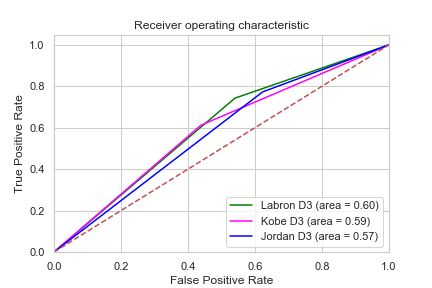 Receiver operating characteristic
True Positive Rate
1.0
0.8
0.6
0.4
0.2
0.0
Labron D3 (area = 0.60)
Kobe D3 (area = 0.59)
Jordan D3 (area = 0.57)
0.0 0.2 0.4 0.6 0.8 1.0
False Positive Rate